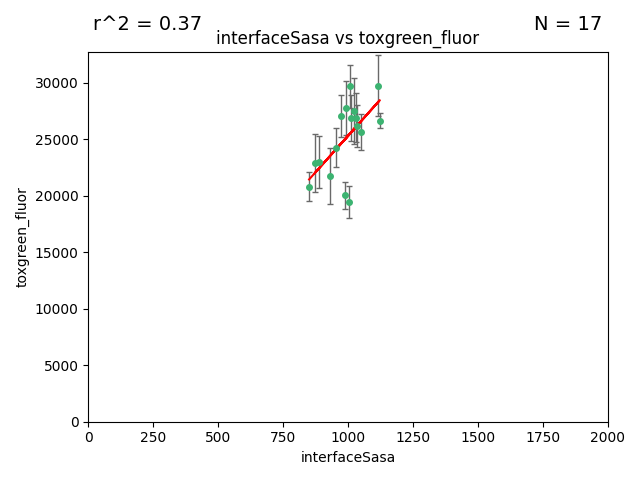 r^2 = 0.37
N = 17
interfaceSasa vs toxgreen_fluor
30000
25000
20000
15000
10000
5000
0
toxgreen_fluor
0 250 500 750 1000 1250 1500 1750 2000
interfaceSasa